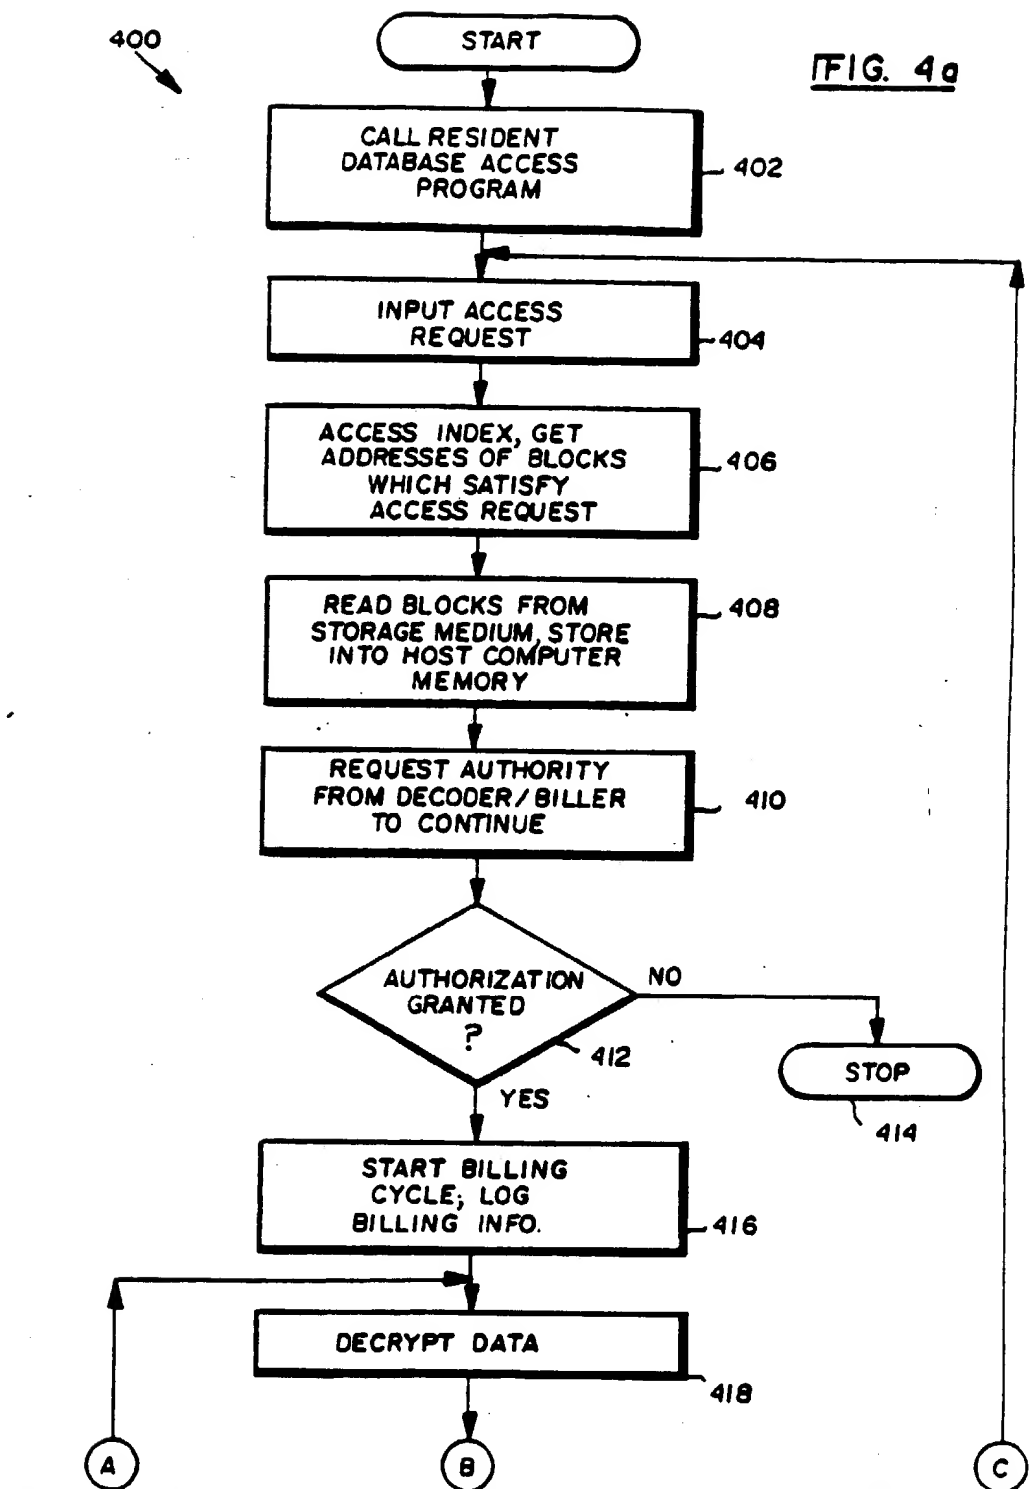 400
START
FIG. 4a
CALL RESIDENT
DATABASE ACCESS
PROGRAM
402
INPUT ACCESS
REQUEST
404
ACCESS INDEX, GET
ADDRESSES OF BLOCKS
WHICH SATISFY
ACCESS REQUEST
406
READ BLOCKS FROM
STORAGE MEDIUM, STORE
INTO HOST COMPUTER
MEMORY
408
REQUEST AUTHORITY
FROM DECODER/BILLER
TO CONTINUE
410
AUTHORIZATION
GRANTED
?
412
NO
STOP
414
YES
START BILLING
CYCLE; LOG
BILLING INFO.
416
DECRYPT DATA
418
A
B
C